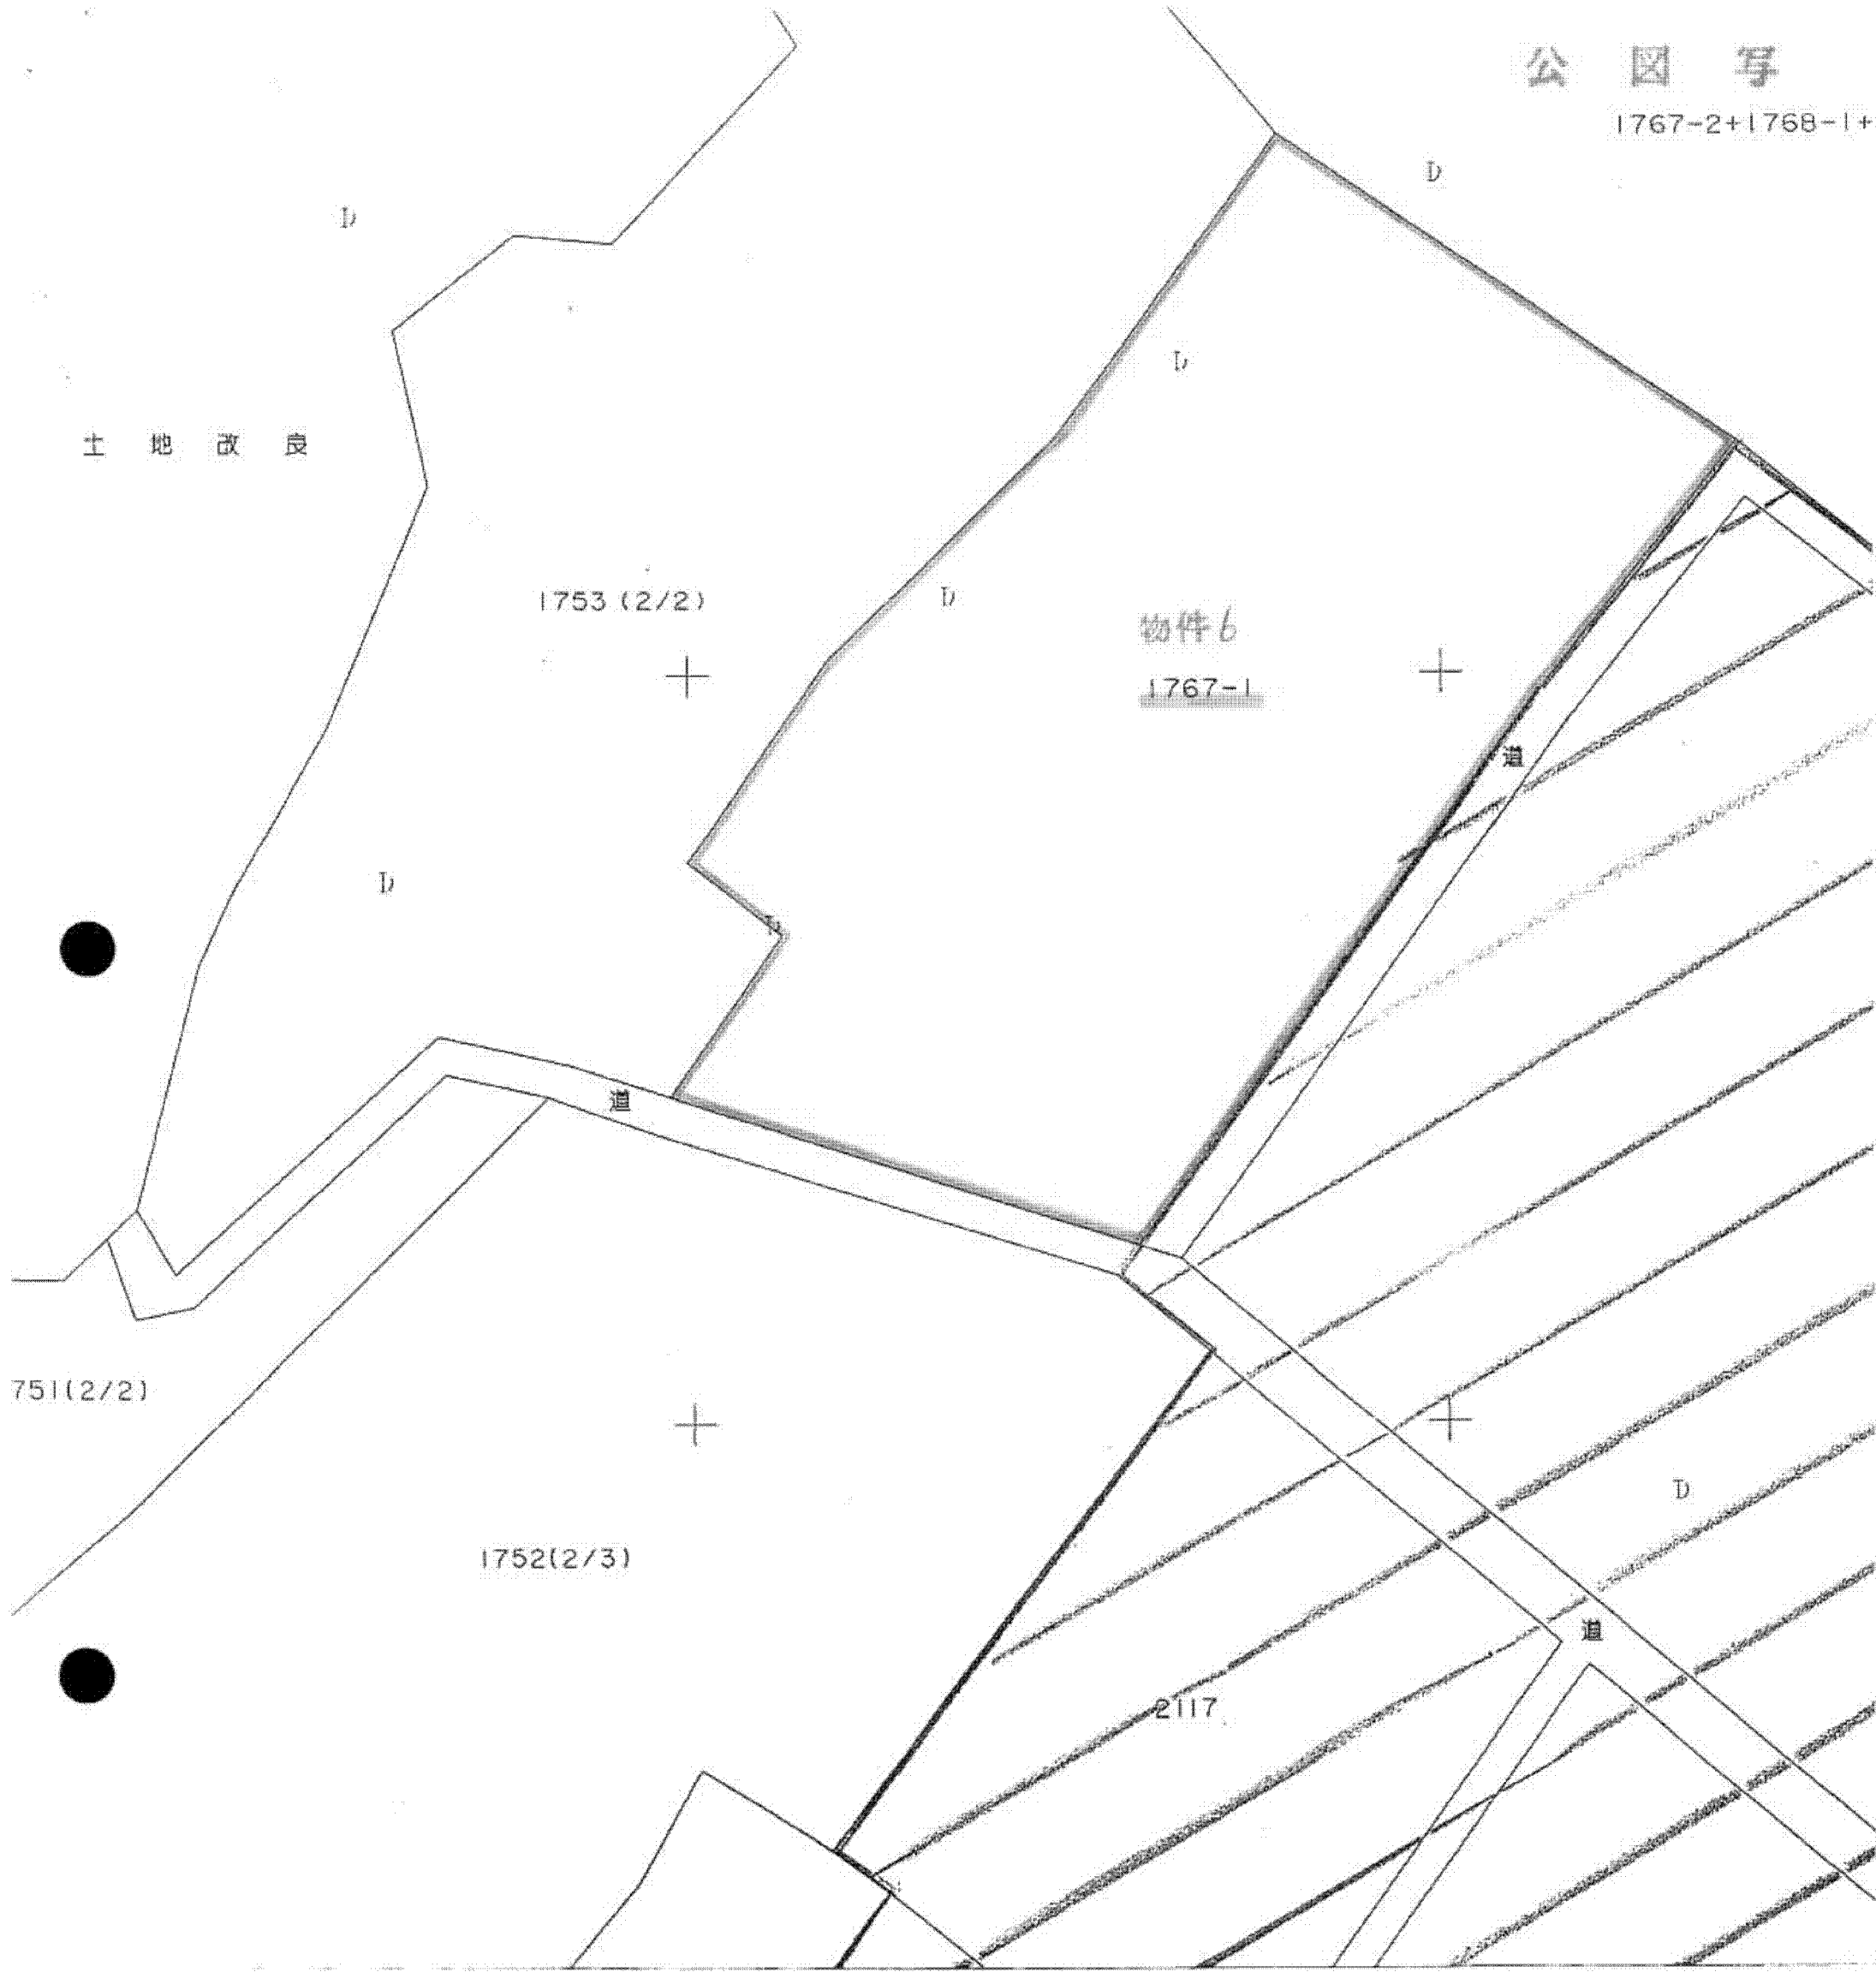 公 図 写
1767-2+1768-1+
D
D
D
土 地 改 良
1753 (2/2)
D
物件6
1767-1
道
D
D
道
751(2/2)
D
1752(2/3)
道
2117